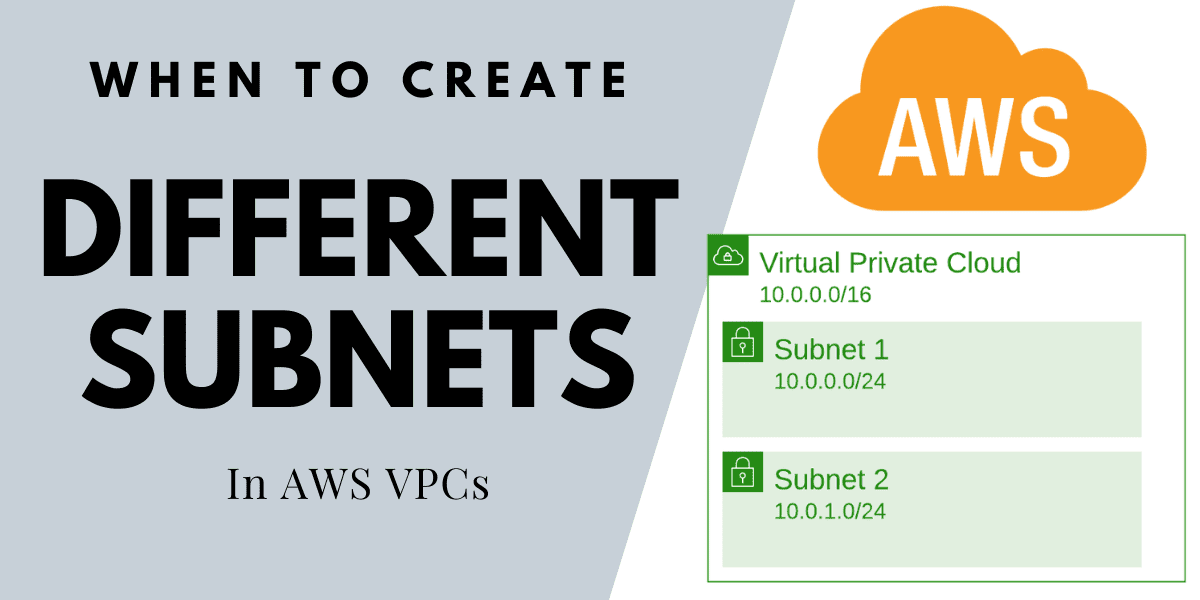 WHEN TO CREATE
DIFFERENT
SUBNETS
In AWS VPCs
AWS
Virtual Private Cloud
10.0.0.0/16
Subnet 1
10.0.0.0/24
Subnet 2
10.0.1.0/24